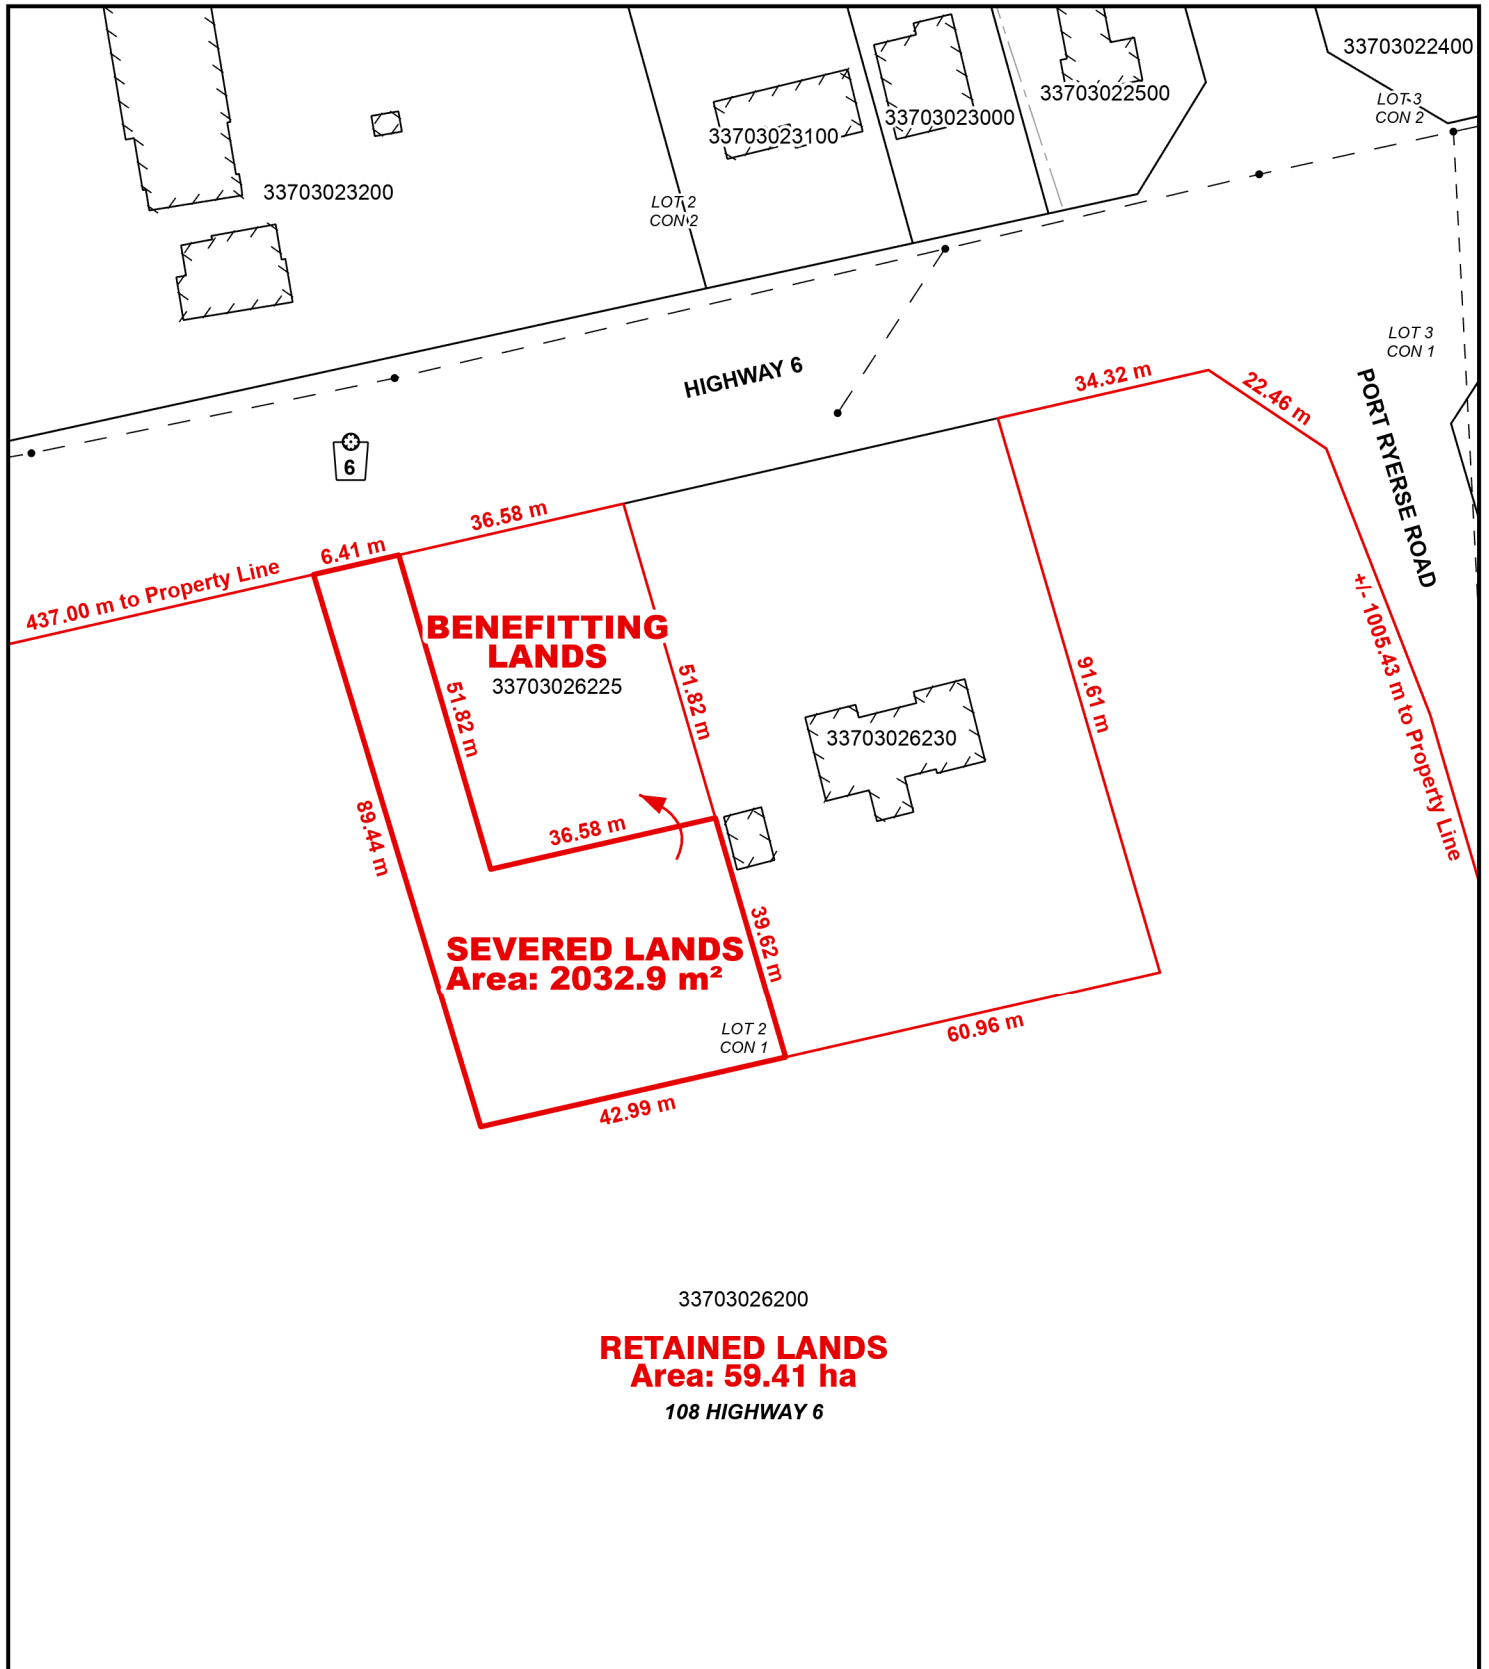 33703022400
33703022500
LOT 3
CON 2
33703023000
33703023100
33703023200
LOT 2
CON 2
LOT 3
CON 1
HIGHWAY 6
PORT RYERSE ROAD
34.32 m
22.46 m
6
36.58 m
6.41 m
437.00 m to Property Line
+/- 1005.43 m to Property Line
BENEFITTING
LANDS
33703026225
51.82 m
51.82 m
91.61 m
33703026230
89.44 m
36.58 m
39.62 m
SEVERED LANDS
Area: 2032.9 m²
LOT 2
CON 1
60.96 m
42.99 m
33703026200
RETAINED LANDS
Area: 59.41 ha
108 HIGHWAY 6